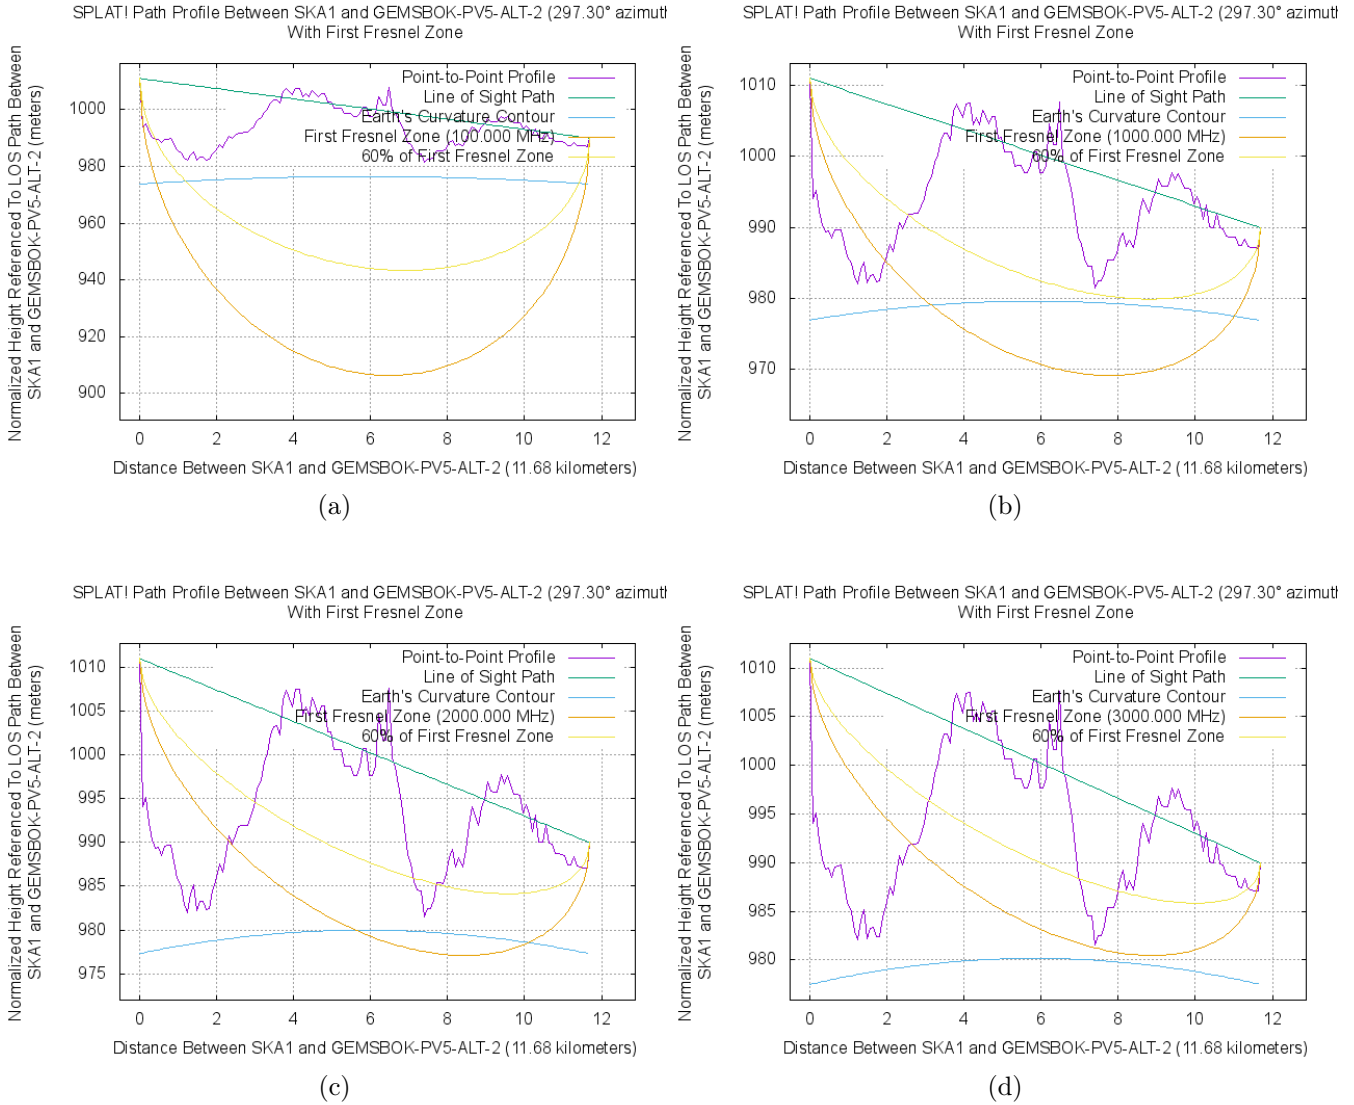 SPLAT! Path Profile Between SKA1 and GEMSBOK-PV5-ALT-2 (297.30° azimuth
With First Fresnel Zone
Normalized Height Referenced To LOS Path Between
SKA1 and GEMSBOK-PV5-ALT-2 (meters)
Point-to-Point Profile
Line of Sight Path
Earth's Curvature Contour
First Fresnel Zone (100.000 MHz)
60% of First Fresnel Zone
1000
980
960
940
920
900
0 2 4 6 8 10 12
Distance Between SKA1 and GEMSBOK-PV5-ALT-2 (11.68 kilometers)
(a)
SPLAT! Path Profile Between SKA1 and GEMSBOK-PV5-ALT-2 (297.30° azimuth
With First Fresnel Zone
Normalized Height Referenced To LOS Path Between
SKA1 and GEMSBOK-PV5-ALT-2 (meters)
Point-to-Point Profile
Line of Sight Path
Earth's Curvature Contour
First Fresnel Zone (1000.000 MHz)
60% of First Fresnel Zone
1010
1000
990
980
970
0 2 4 6 8 10 12
Distance Between SKA1 and GEMSBOK-PV5-ALT-2 (11.68 kilometers)
(b)
SPLAT! Path Profile Between SKA1 and GEMSBOK-PV5-ALT-2 (297.30° azimuth
With First Fresnel Zone
Normalized Height Referenced To LOS Path Between
SKA1 and GEMSBOK-PV5-ALT-2 (meters)
Point-to-Point Profile
Line of Sight Path
Earth's Curvature Contour
First Fresnel Zone (2000.000 MHz)
60% of First Fresnel Zone
1010
1005
1000
995
990
985
980
975
0 2 4 6 8 10 12
Distance Between SKA1 and GEMSBOK-PV5-ALT-2 (11.68 kilometers)
(c)
SPLAT! Path Profile Between SKA1 and GEMSBOK-PV5-ALT-2 (297.30° azimuth
With First Fresnel Zone
Normalized Height Referenced To LOS Path Between
SKA1 and GEMSBOK-PV5-ALT-2 (meters)
Point-to-Point Profile
Line of Sight Path
Earth's Curvature Contour
First Fresnel Zone (3000.000 MHz)
60% of First Fresnel Zone
1010
1005
1000
995
990
985
980
0 2 4 6 8 10 12
Distance Between SKA1 and GEMSBOK-PV5-ALT-2 (11.68 kilometers)
(d)